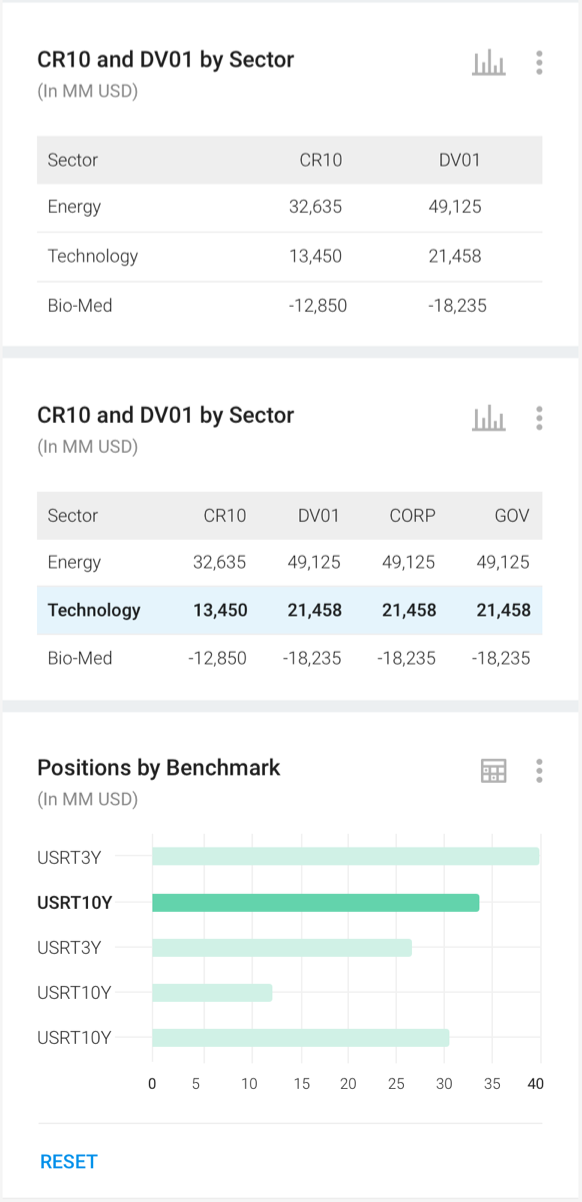 CR10 and DV01 by Sector
(In MM USD)
Sector CR10 DV01
Energy 32,635 49,125
Technology 13,450 21,458
Bio-Med -12,850 -18,235
CR10 and DV01 by Sector
(In MM USD)
Sector CR10 DV01 CORP GOV
Energy 32,635 49,125 49,125 49,125
Technology 13,450 21,458 21,458 21,458
Bio-Med -12,850 -18,235 -18,235 -18,235
Positions by Benchmark
(In MM USD)
USRT3Y
USRT10Y
USRT3Y
USRT10Y
USRT10Y
0 5 10 15 20 25 30 35 40
RESET